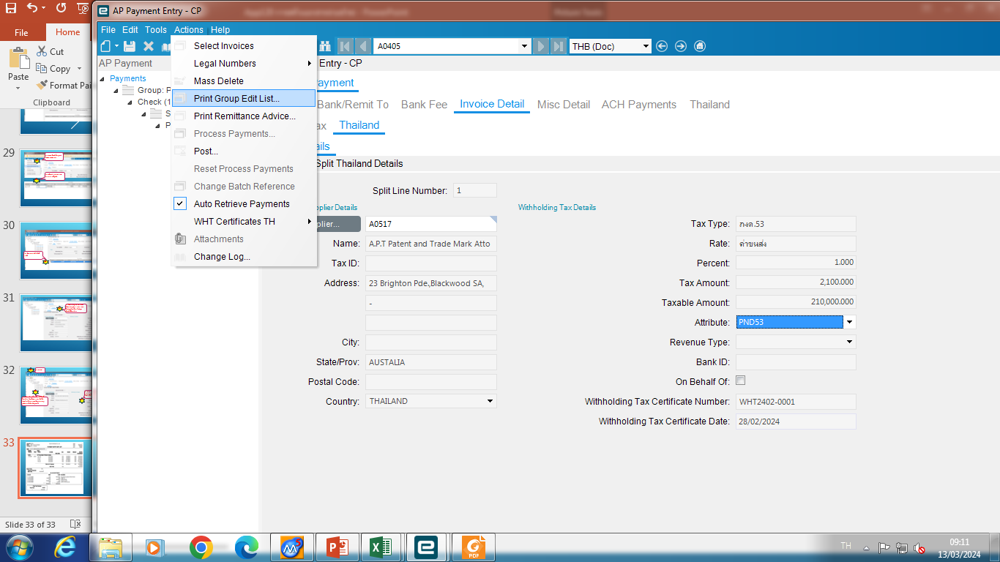 AP Payment Entry - CP
File
Home
Paste
Cut
Copy
Format Pai
Clipboard
29
30
31
32
33
Slide 33 of 33
File Edit Tools Actions Help
A0405
THB (Doc)
AP Payment
Entry - CP
Payments
Group: P
Check (1
S
P
Select Invoices
Legal Numbers
Mass Delete
Print Group Edit List...
Print Remittance Advice...
Process Payments...
Post...
Reset Process Payments
Change Batch Reference
Auto Retrieve Payments
WHT Certificates TH
Attachments
Change Log...
ayment
Bank/Remit To Bank Fee Invoice Detail Misc Detail ACH Payments Thailand
ax Thailand
ails
Split Thailand Details
Split Line Number: 1
plier Details
plier... A0517
Name: A.P.T Patent and Trade Mark Atto
Tax ID:
Address: 23 Brighton Pde.,Blackwood SA,
-
City:
State/Prov: AUSTALIA
Postal Code:
Country: THAILAND
Withholding Tax Details
Tax Type: ภงด.53
Rate: ค่าขนส่ง
Percent: 1.000
Tax Amount: 2,100.000
Taxable Amount: 210,000.000
Attribute: PND53
Revenue Type:
Bank ID:
On Behalf Of:
Withholding Tax Certificate Number: WHT2402-0001
Withholding Tax Certificate Date: 28/02/2024
PDF
TH
09:11
13/03/2024